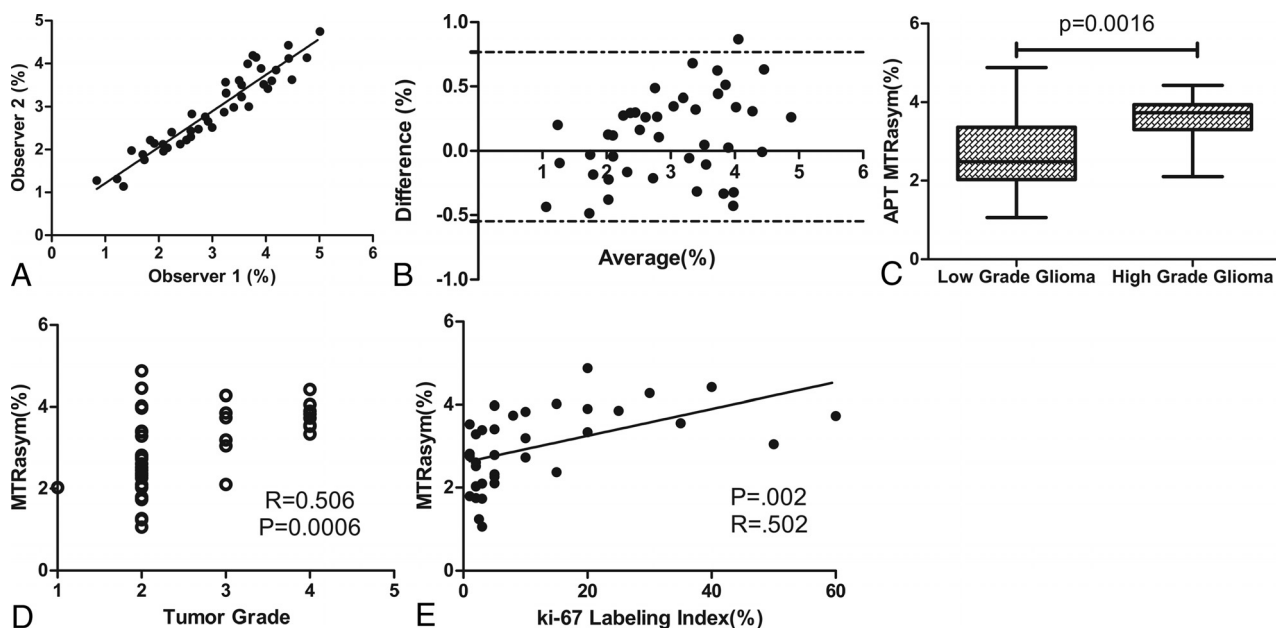 5
4
3
2
1
0
0 1 2 3 4 5 6
Observer 2 (%)
Observer 1 (%)
A
1.0
0.5
0.0
-0.5
-1.0
1 2 3 4 5 6
Difference (%)
Average(%)
B
p=0.0016
6
4
2
0
APT MTRasym(%)
Low Grade Glioma High Grade Glioma
C
6
4
2
0
1 2 3 4 5
MTRasym(%)
R=0.506
P=0.0006
Tumor Grade
D
6
4
2
0
0 20 40 60
MTRasym(%)
P=.002
R=.502
ki-67 Labeling Index(%)
E